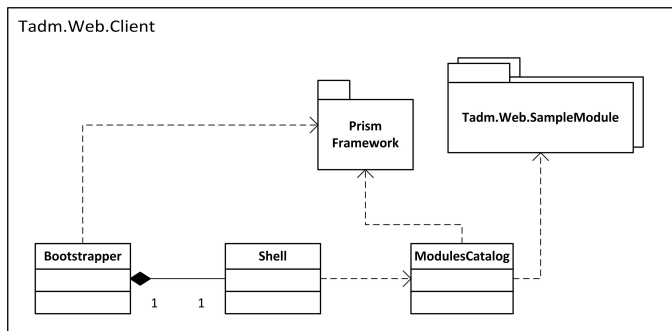 Tadm.Web.Client
Prism
Framework
Tadm.Web.SampleModule
Bootstrapper
Shell
ModulesCatalog
1
1